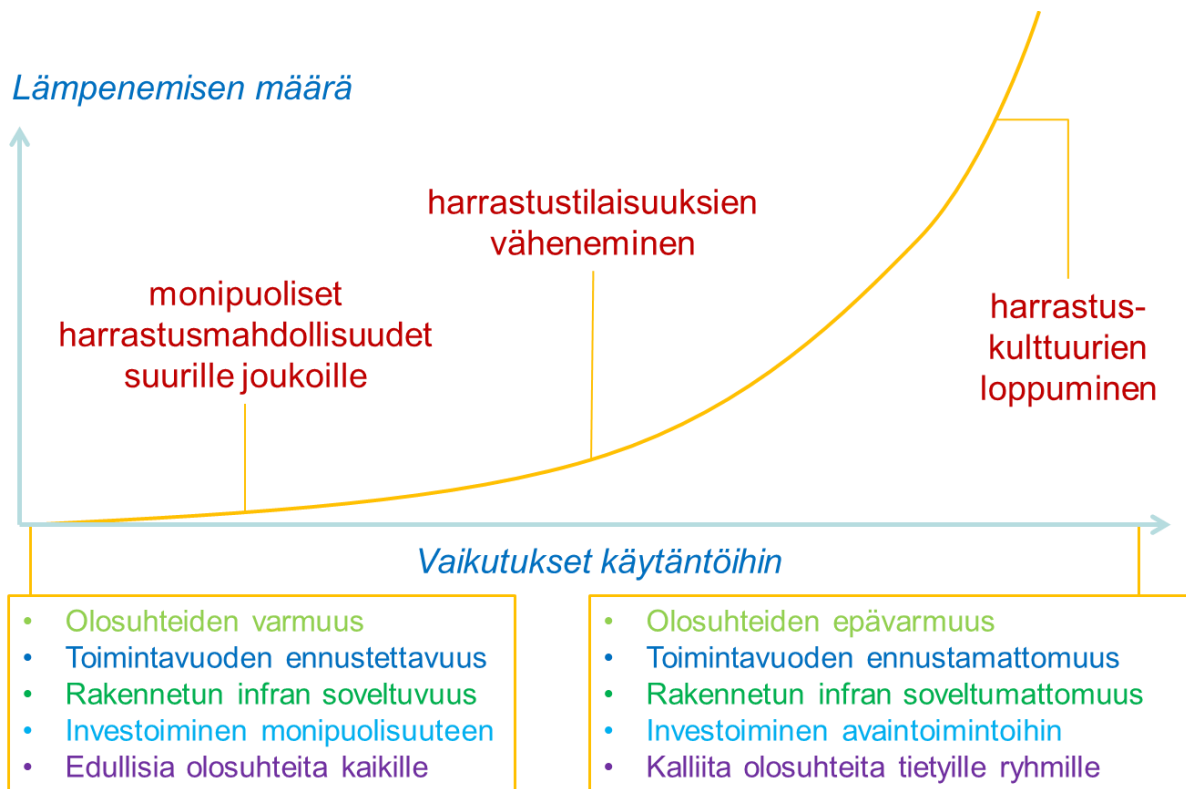 Lämpenemisen määrä
harrastustilaisuuksien
väheneminen
monipuoliset
harrastusmahdollisuudet
suurille joukoille
harrastus-
kulttuurien
loppuminen
Vaikutukset käytäntöihin
• Olosuhteiden varmuus
• Toimintavuoden ennustettavuus
• Rakennetun infran soveltuvuus
• Investoiminen monipuolisuuteen
• Edullisia olosuhteita kaikille
• Olosuhteiden epävarmuus
• Toimintavuoden ennustamattomuus
• Rakennetun infran soveltumattomuus
• Investoiminen avaintoimintoihin
• Kalliita olosuhteita tietyille ryhmille